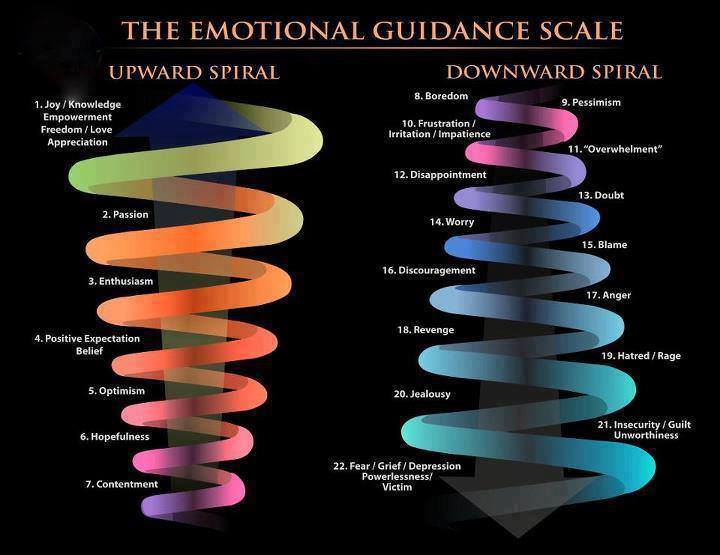 THE EMOTIONAL GUIDANCE SCALE
UPWARD SPIRAL
1. Joy / Knowledge
Empowerment
Freedom / Love
Appreciation
2. Passion
3. Enthusiasm
4. Positive Expectation
Belief
5. Optimism
6. Hopefulness
7. Contentment
DOWNWARD SPIRAL
8. Boredom
9. Pessimism
10. Frustration /
Irritation / Impatience
11. “Overwhelment”
12. Disappointment
13. Doubt
14. Worry
15. Blame
16. Discouragement
17. Anger
18. Revenge
19. Hatred / Rage
20. Jealousy
21. Insecurity / Guilt
Unworthiness
22. Fear / Grief / Depression
Powerlessness/
Victim